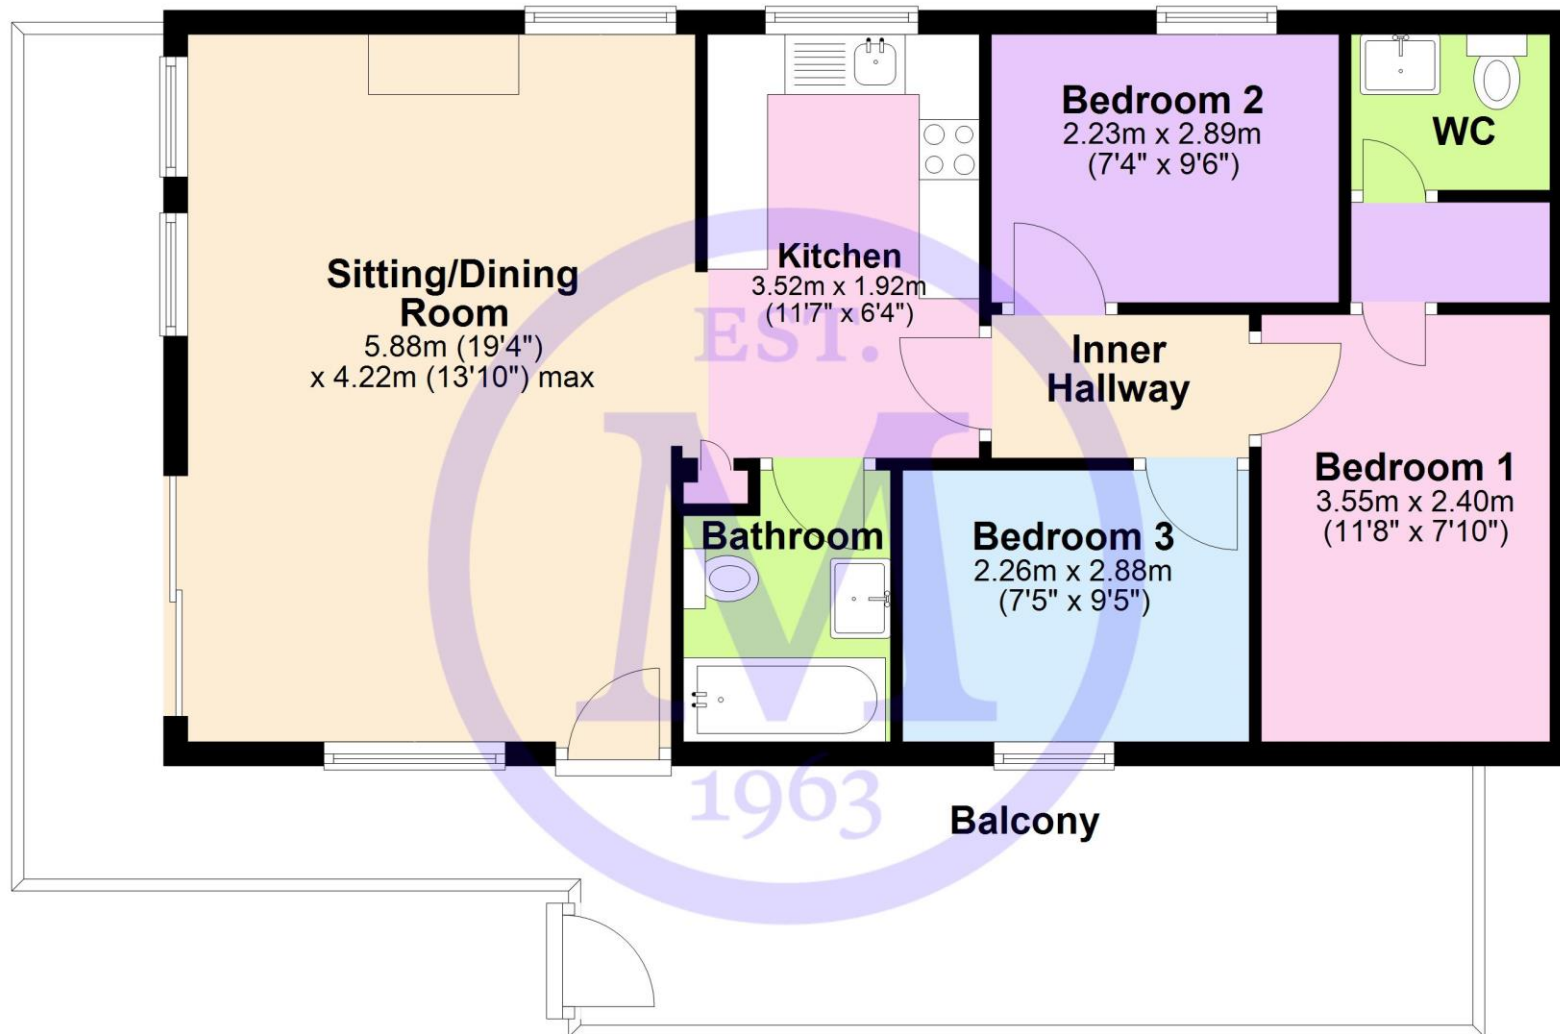 Sitting/Dining
Room
5.88m (19'4")
x 4.22m (13'10") max
Kitchen
3.52m x 1.92m
(11'7" x 6'4")
Bedroom 2
2.23m x 2.89m
(7'4" x 9'6")
WC
Inner
Hallway
Bedroom 1
3.55m x 2.40m
(11'8" x 7'10")
Bathroom
Bedroom 3
2.26m x 2.88m
(7'5" x 9'5")
Balcony
EST.
M
1963